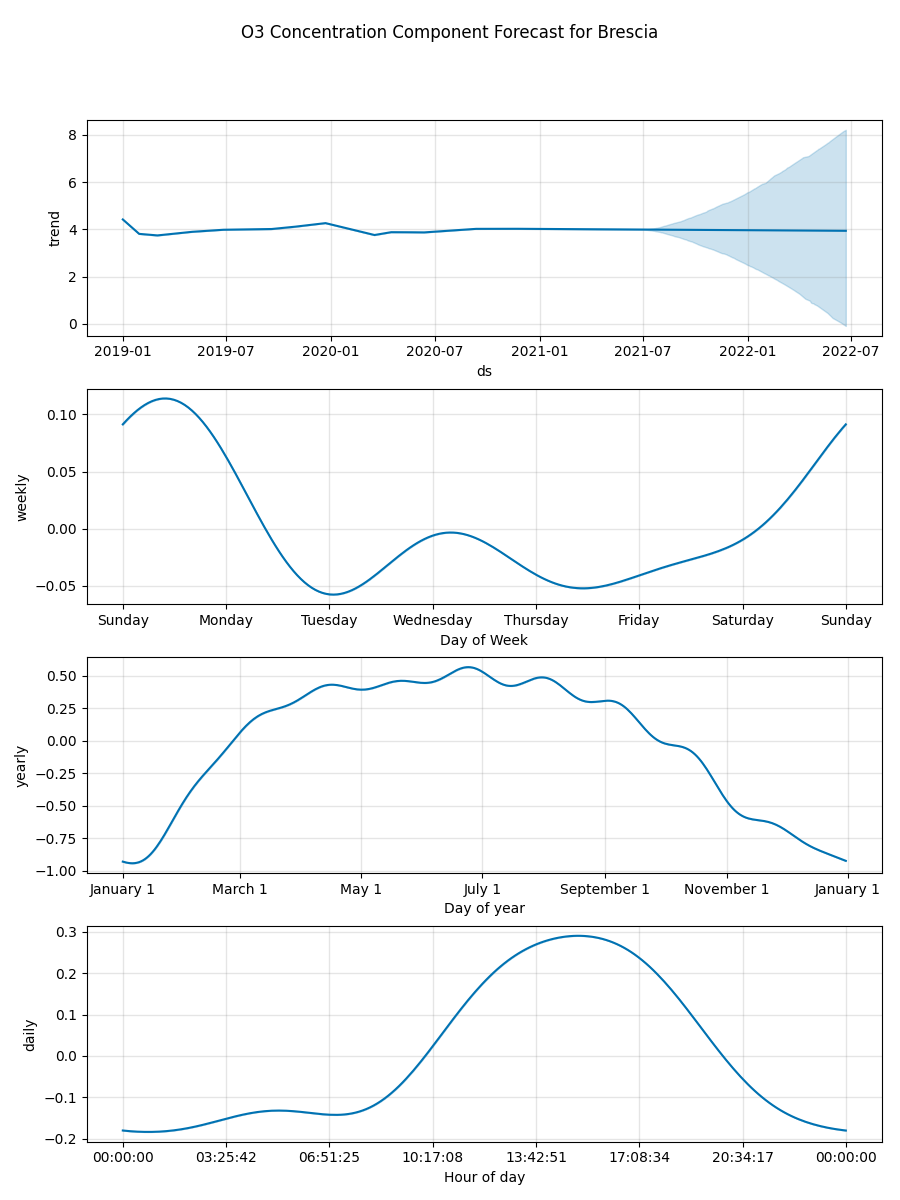 O3 Concentration Component Forecast for Brescia
8
6
4
2
0
trend
2019-01 2019-07 2020-01 2020-07 2021-01 2021-07 2022-01 2022-07
ds
0.10
0.05
0.00
−0.05
weekly
Sunday Monday Tuesday Wednesday Thursday Friday Saturday Sunday
Day of Week
0.50
0.25
0.00
−0.25
−0.50
−0.75
−1.00
yearly
January 1 March 1 May 1 July 1 September 1 November 1 January 1
Day of year
0.3
0.2
0.1
0.0
−0.1
−0.2
daily
00:00:00 03:25:42 06:51:25 10:17:08 13:42:51 17:08:34 20:34:17 00:00:00
Hour of day